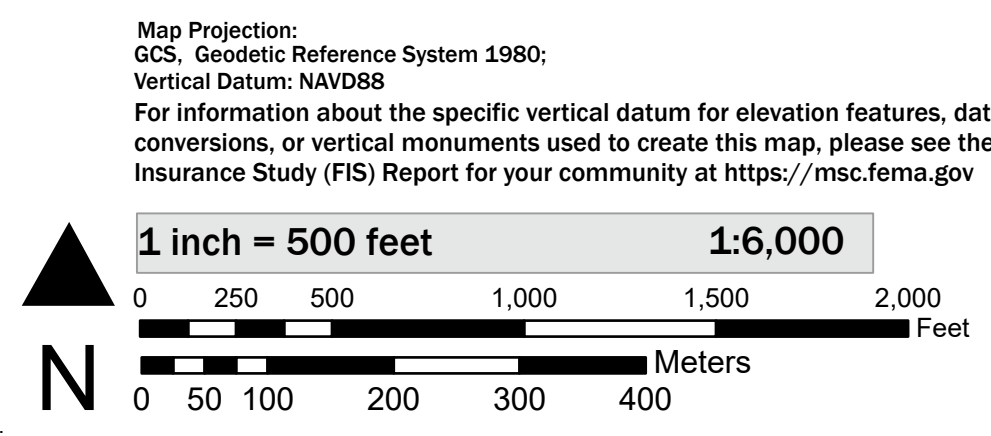 Map Projection:
GCS, Geodetic Reference System 1980;
Vertical Datum: NAVD88
For information about the specific vertical datum for elevation features, dat
conversions, or vertical monuments used to create this map, please see the
Insurance Study (FIS) Report for your community at https://msc.fema.gov
1 inch = 500 feet 1:6,000
0 250 500 1,000 1,500 2,000
Feet
N
Meters
0 50 100 200 300 400